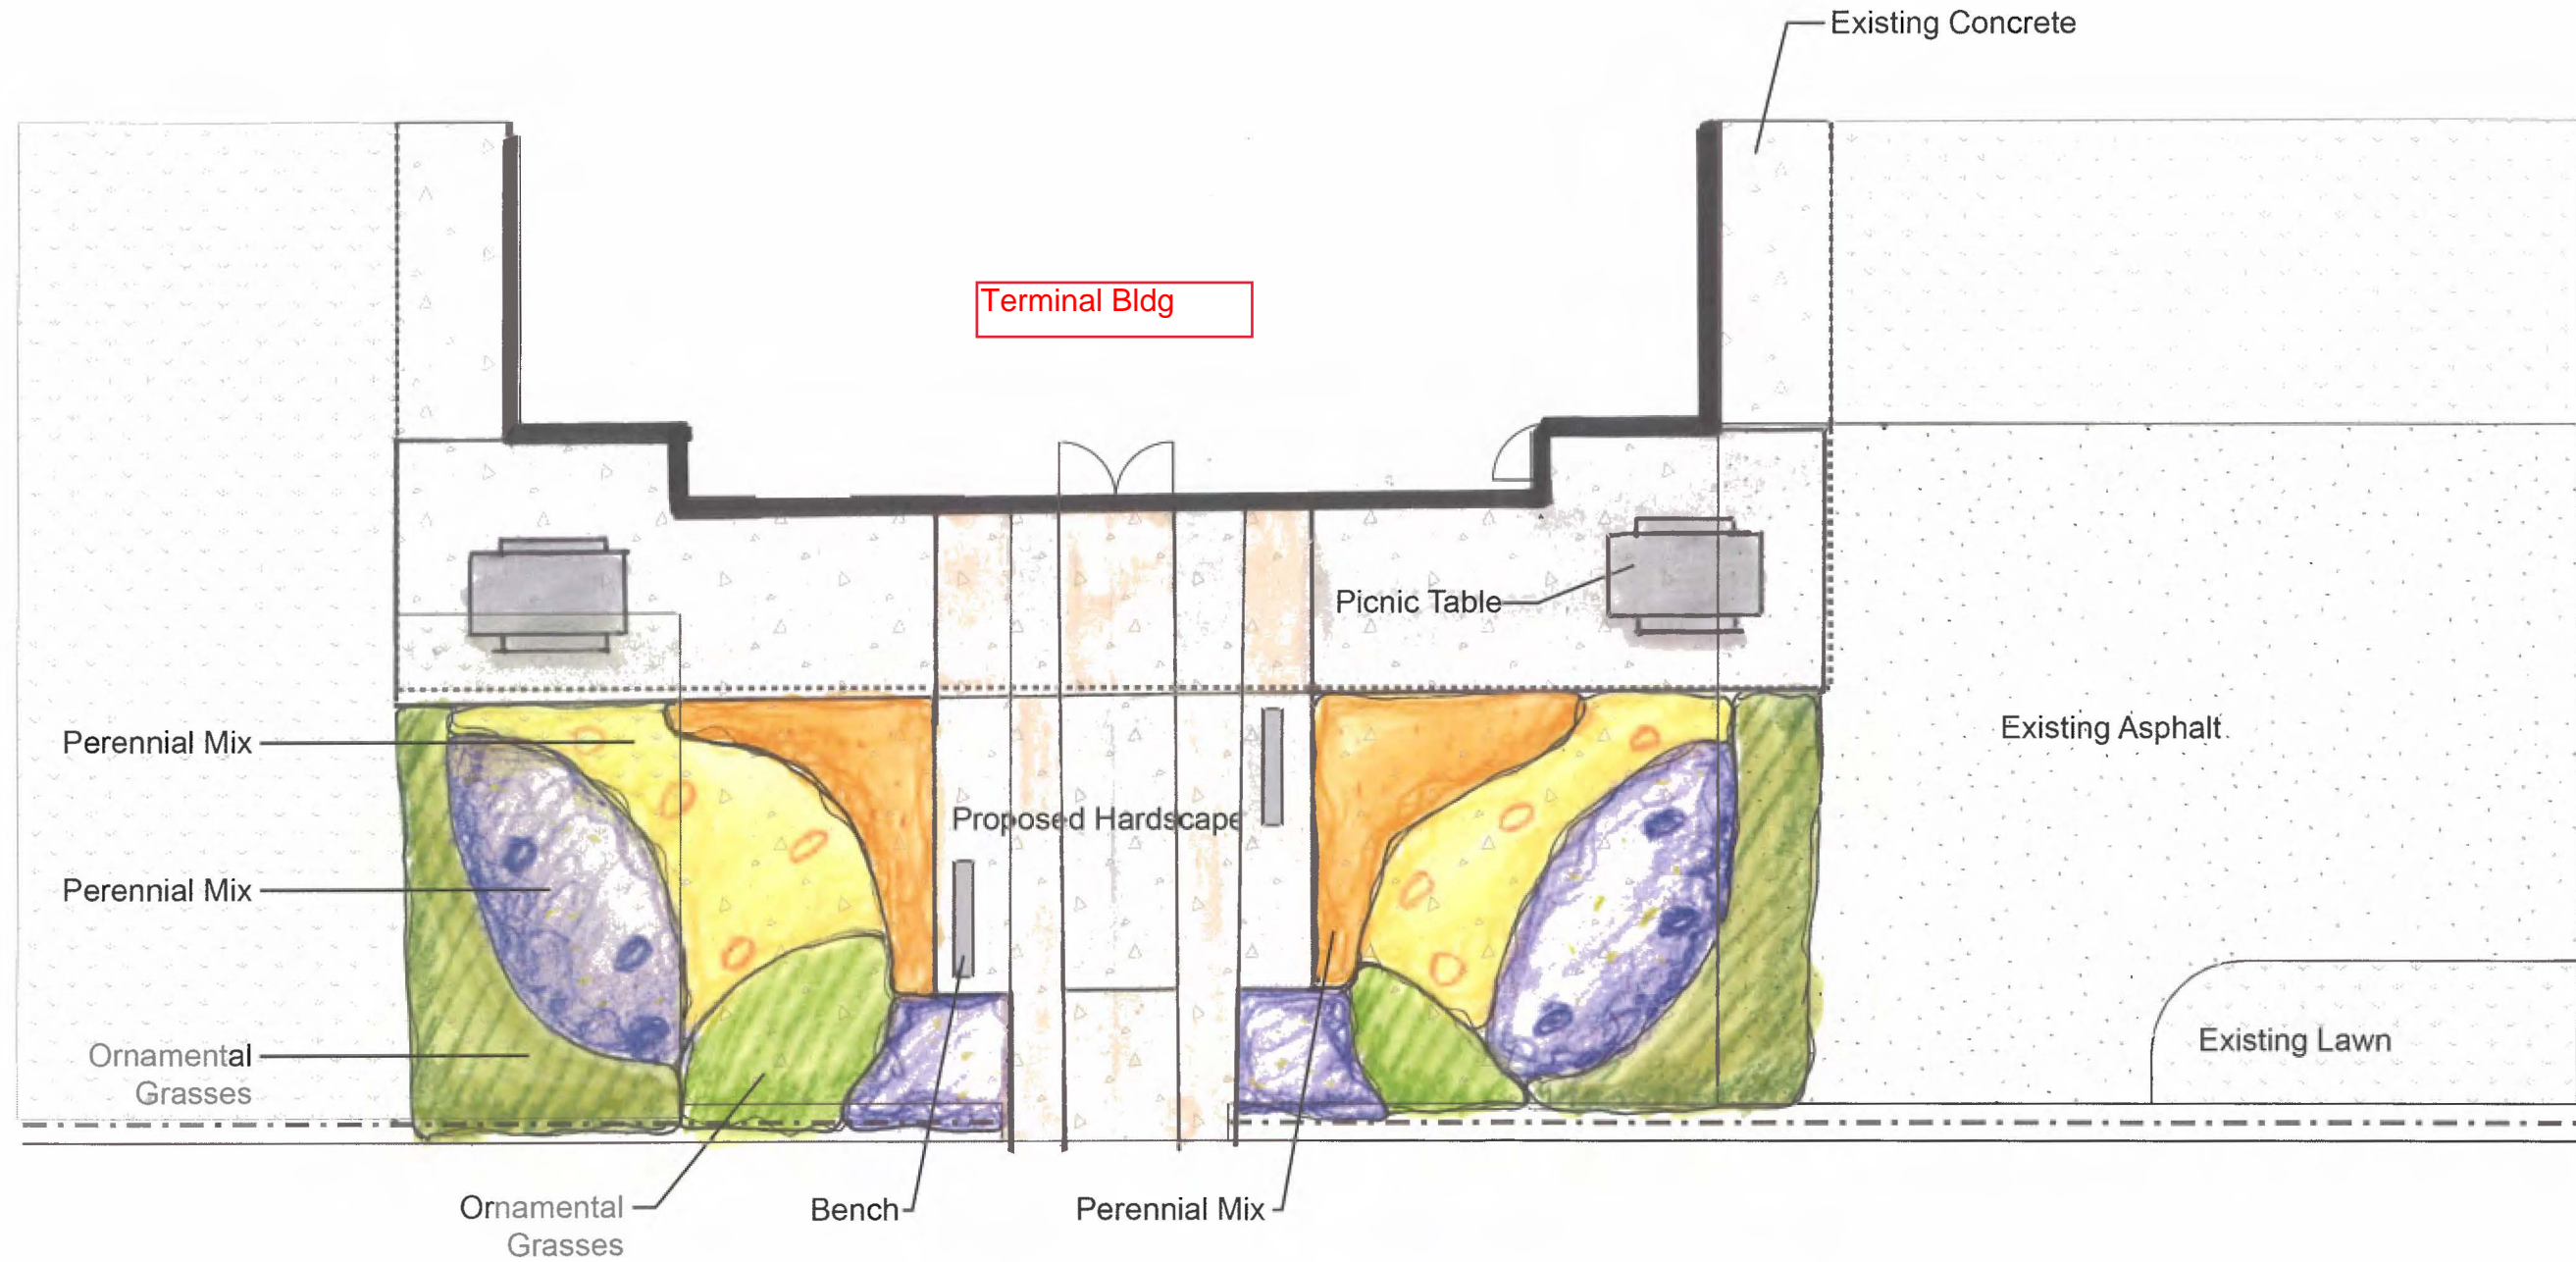 Existing Concrete
Terminal Bldg
Picnic Table
Perennial Mix
Existing Asphalt
Proposed Hardscape
Perennial Mix
Existing Lawn
Ornamental
Grasses
Ornamental
Grasses
Bench
Perennial Mix